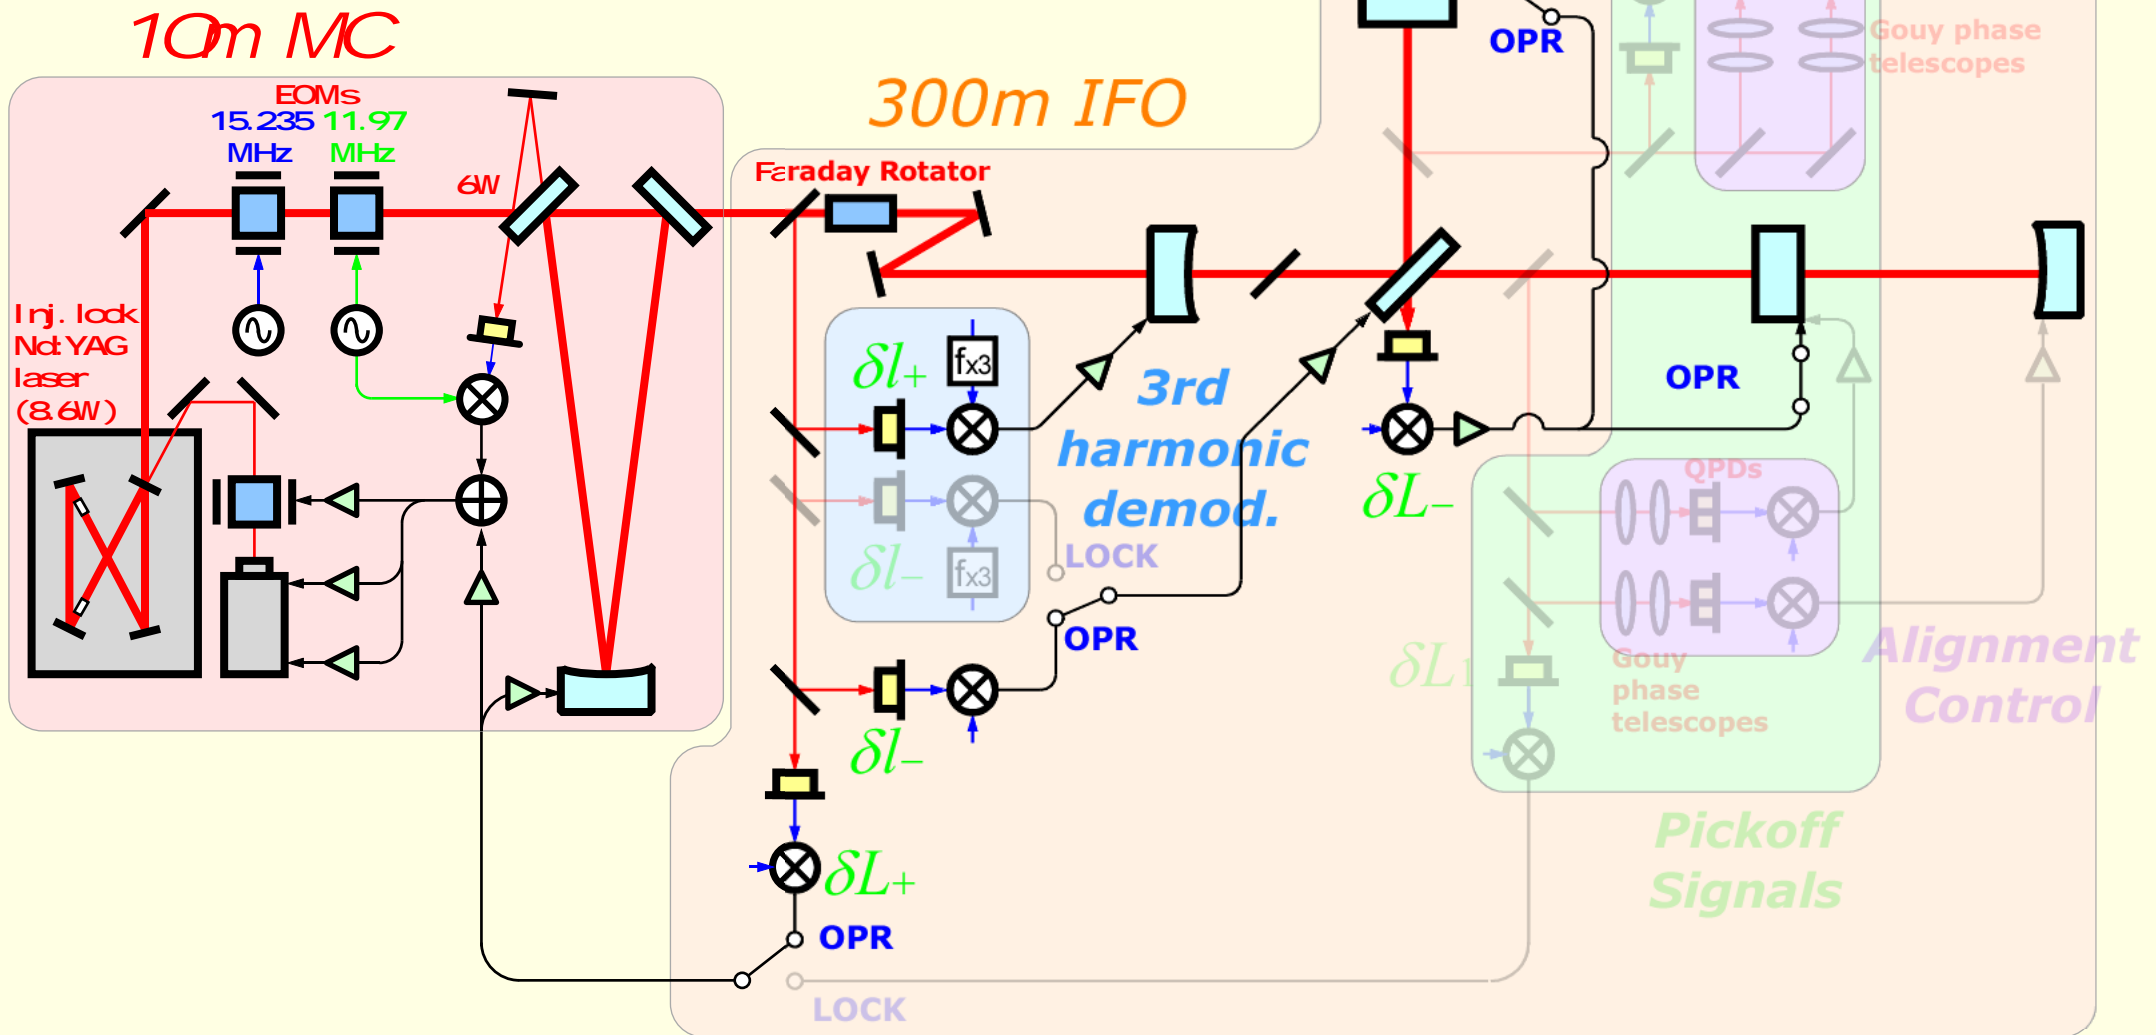 10m MC
EOMs
15.235
MHz
11.97
MHz
6W
Inj. lock
Nd:YAG
laser
(8.6W)
300m IFO
Faraday Rotator
OPR
Gouy phase
telescopes
δl+
fx3
3rd
harmonic
demod.
δl−
fx3
LOCK
OPR
δl−
δL+
OPR
LOCK
δL−
OPR
QPDs
Gouy
phase
telescopes
Alignment
Control
Pickoff
Signals